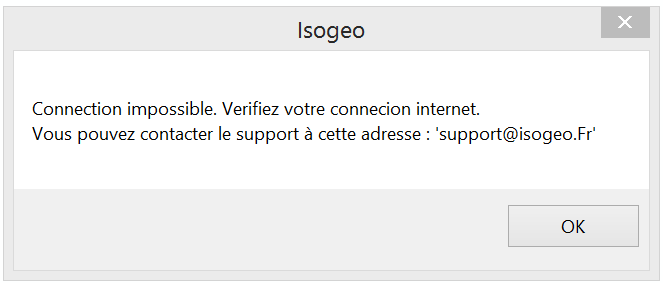 Isogeo
Connection impossible. Verifiez votre connecion internet.
Vous pouvez contacter le support à cette adresse : 'support@isogeo.Fr'
OK